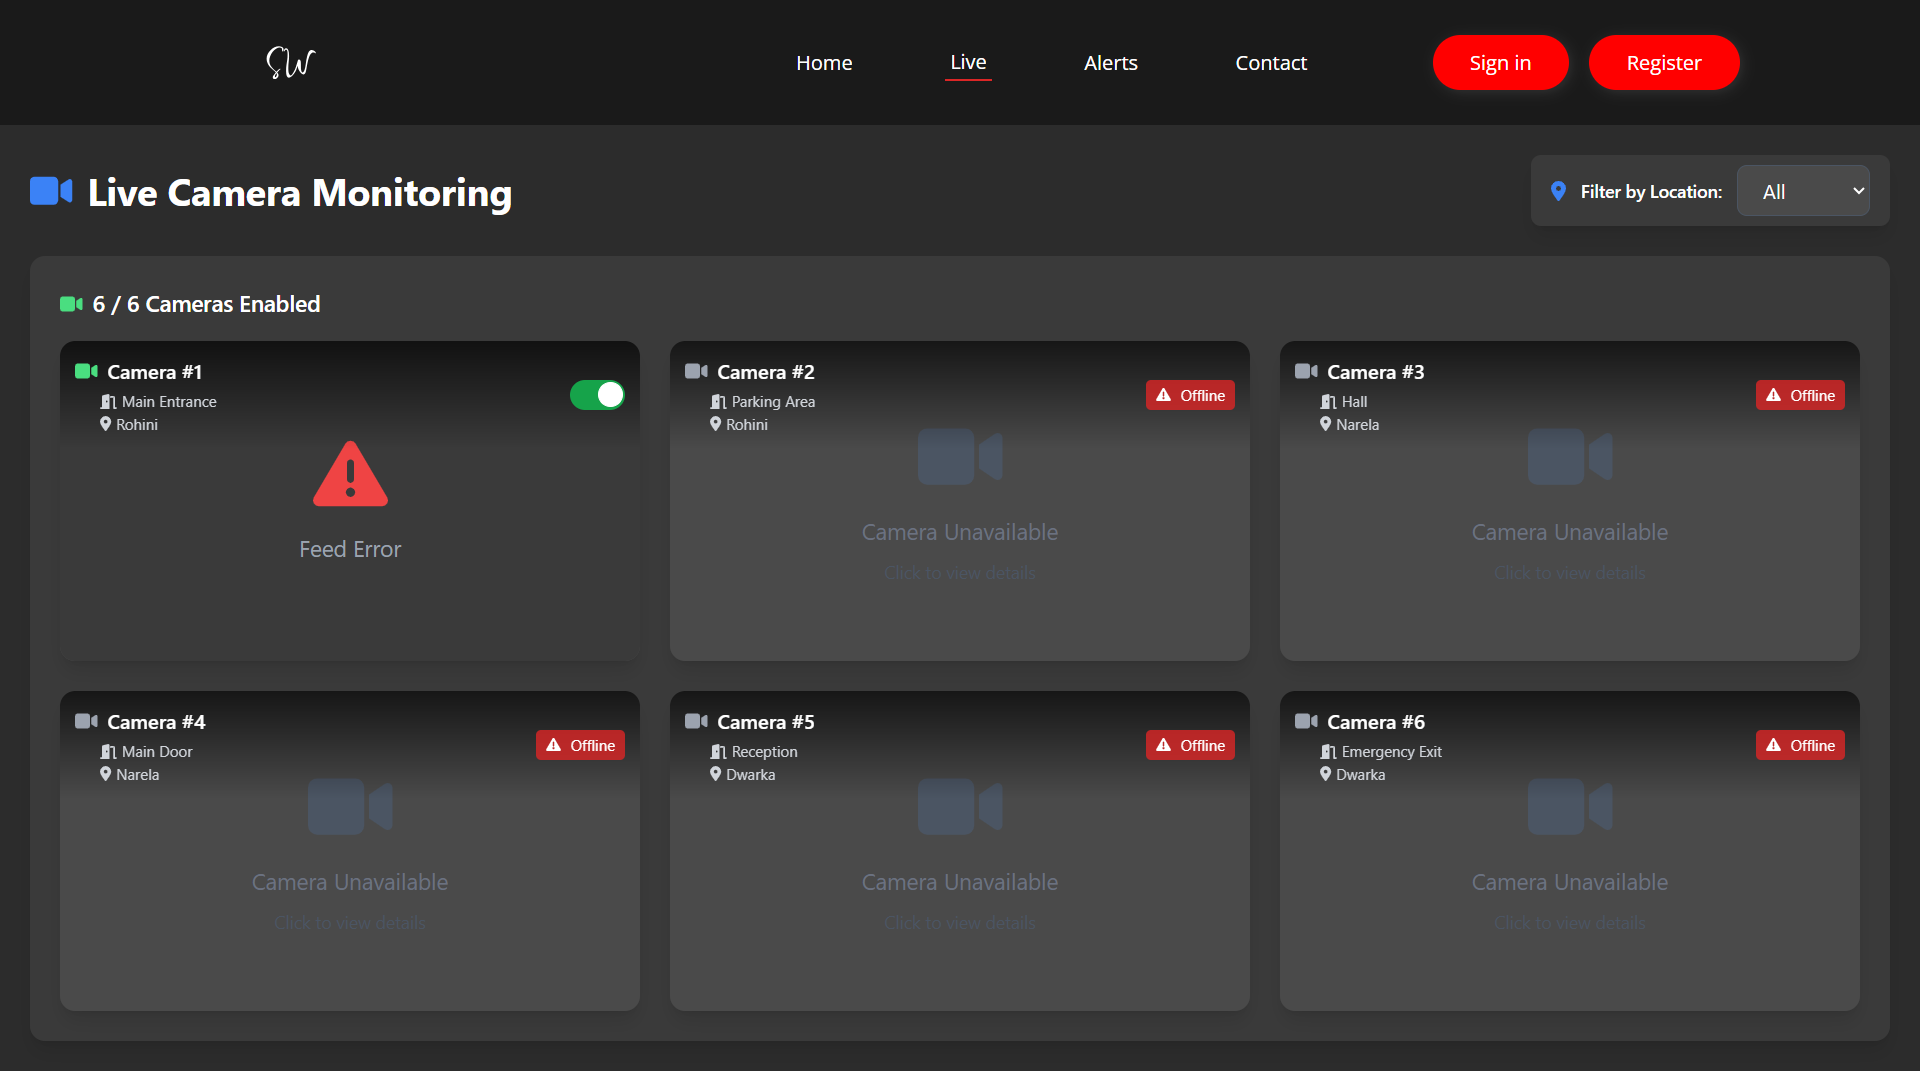 SW
Home
Live
Alerts
Contact
Sign in
Register
Live Camera Monitoring
Filter by Location:
All
6 / 6 Cameras Enabled
Camera #1
Main Entrance
Rohini
Feed Error
Camera #2
Parking Area
Rohini
Offline
Camera Unavailable
Click to view details
Camera #3
Hall
Narela
Offline
Camera Unavailable
Click to view details
Camera #4
Main Door
Narela
Offline
Camera Unavailable
Click to view details
Camera #5
Reception
Dwarka
Offline
Camera Unavailable
Click to view details
Camera #6
Emergency Exit
Dwarka
Offline
Camera Unavailable
Click to view details